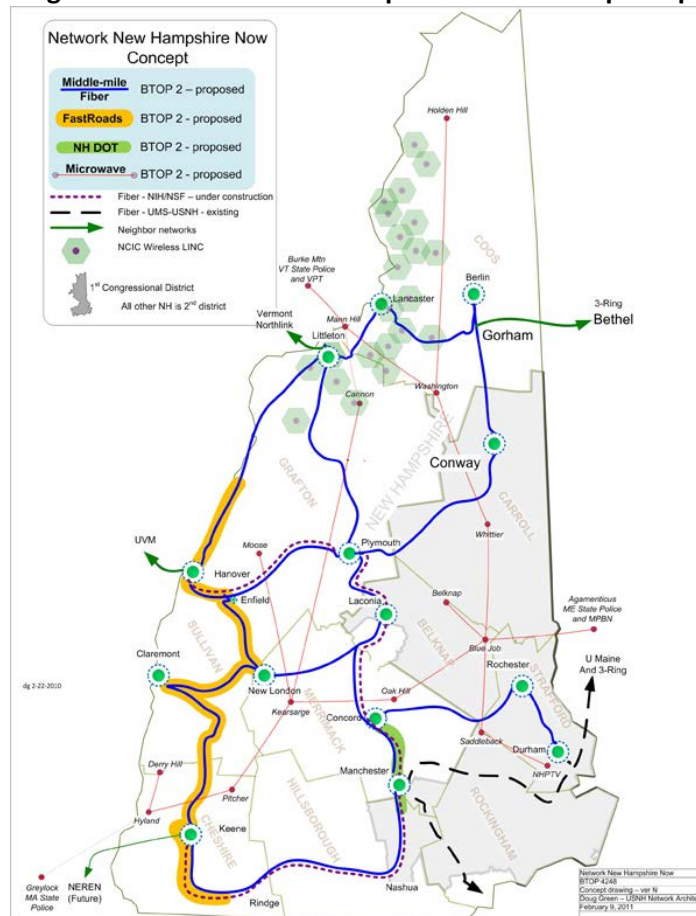 Network New Hampshire Now
Concept
Middle-mile
Fiber
BTOP 2 – proposed
FastRoads
BTOP 2 - proposed
NH DOT
BTOP 2 - proposed
Microwave
BTOP 2 - proposed
Fiber - NIH/NSF – under construction
Fiber - UMS-USNH - existing
Neighbor networks
NCIC Wireless LINC
1st Congressional District
All other NH is 2nd district
Holden Hill
COOS
Burke Mtn
VT State Police
and VPT
Berlin
Lancaster
3-Ring
Bethel
Vermont
Northlink
Mann Hill
Littleton
Gorham
Washington
Cannon
NEW HAMPSHIRE
Conway
GRAFTON
CARROLL
Whittier
UVM
Moose
Plymouth
Hanover
Enfield
Belknap
Agamenticus
ME State Police
and MPBN
Laconia
SULLIVAN
BELKNAP
Blue Job
Claremont
Rochester
STRAFFORD
U Maine
And 3-Ring
dg 2-22-2010
New London
MERRIMACK
Oak Hill
Kearsarge
Concord
Saddleback
Durham
NHPTV
Derry Hill
Manchester
Pitcher
HILLSBOROUGH
Hyland
ROCKINGHAM
Keene
CHESHIRE
Greylock
MA State
Police
NEREN
(Future)
Rindge
Nashua
Network New Hampshire Now
BTOP 4248
Concept drawing – ver N
Doug Green – USNH Network Archite
February 9, 2011